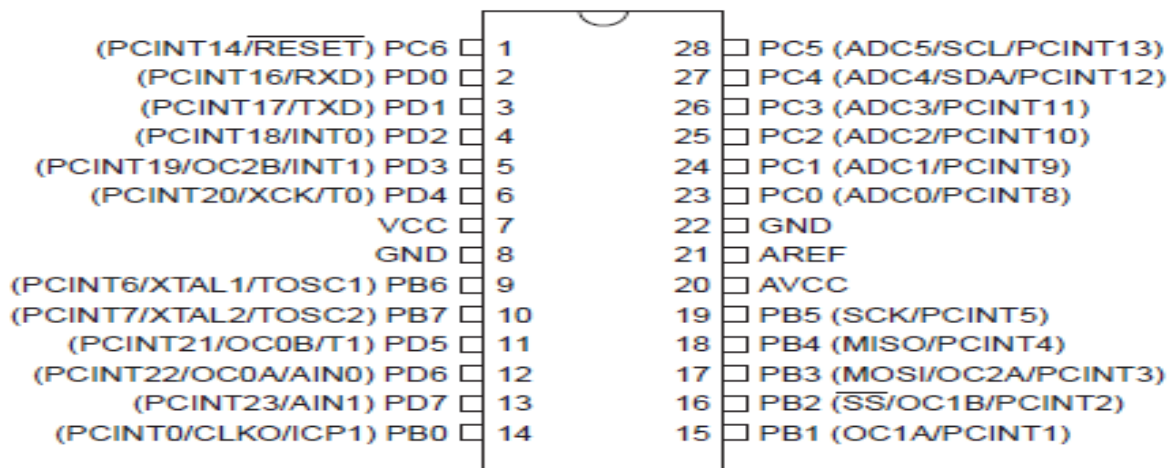 (PCINT14/RESET) PC6 1 28 PC5 (ADC5/SCL/PCINT13)
(PCINT16/RXD) PD0 2 27 PC4 (ADC4/SDA/PCINT12)
(PCINT17/TXD) PD1 3 26 PC3 (ADC3/PCINT11)
(PCINT18/INT0) PD2 4 25 PC2 (ADC2/PCINT10)
(PCINT19/OC2B/INT1) PD3 5 24 PC1 (ADC1/PCINT9)
(PCINT20/XCK/T0) PD4 6 23 PC0 (ADC0/PCINT8)
VCC 7 22 GND
GND 8 21 AREF
(PCINT6/XTAL1/TOSC1) PB6 9 20 AVCC
(PCINT7/XTAL2/TOSC2) PB7 10 19 PB5 (SCK/PCINT5)
(PCINT21/OC0B/T1) PD5 11 18 PB4 (MISO/PCINT4)
(PCINT22/OC0A/AIN0) PD6 12 17 PB3 (MOSI/OC2A/PCINT3)
(PCINT23/AIN1) PD7 13 16 PB2 (SS/OC1B/PCINT2)
(PCINT0/CLKO/ICP1) PB0 14 15 PB1 (OC1A/PCINT1)